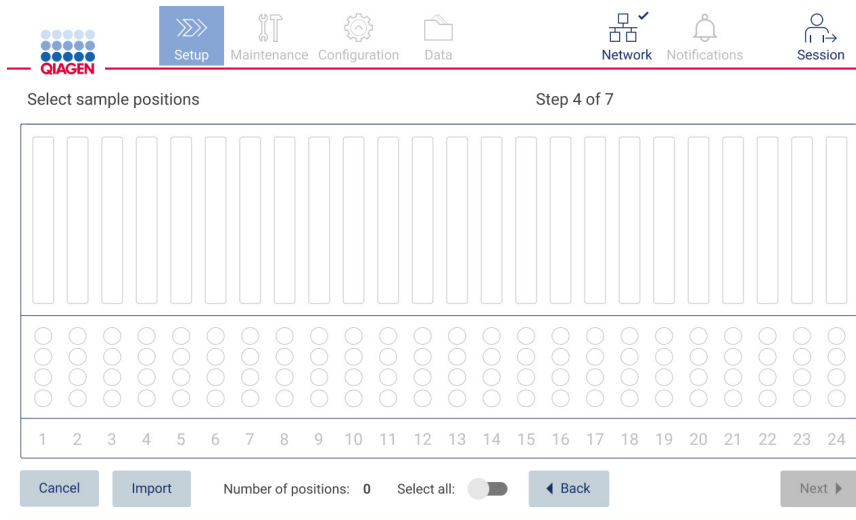 QIAGEN
Setup Maintenance Configuration Data Network Notifications Session
Select sample positions Step 4 of 7
1 2 3 4 5 6 7 8 9 10 11 12 13 14 15 16 17 18 19 20 21 22 23 24
Cancel Import Number of positions: 0 Select all: Back Next